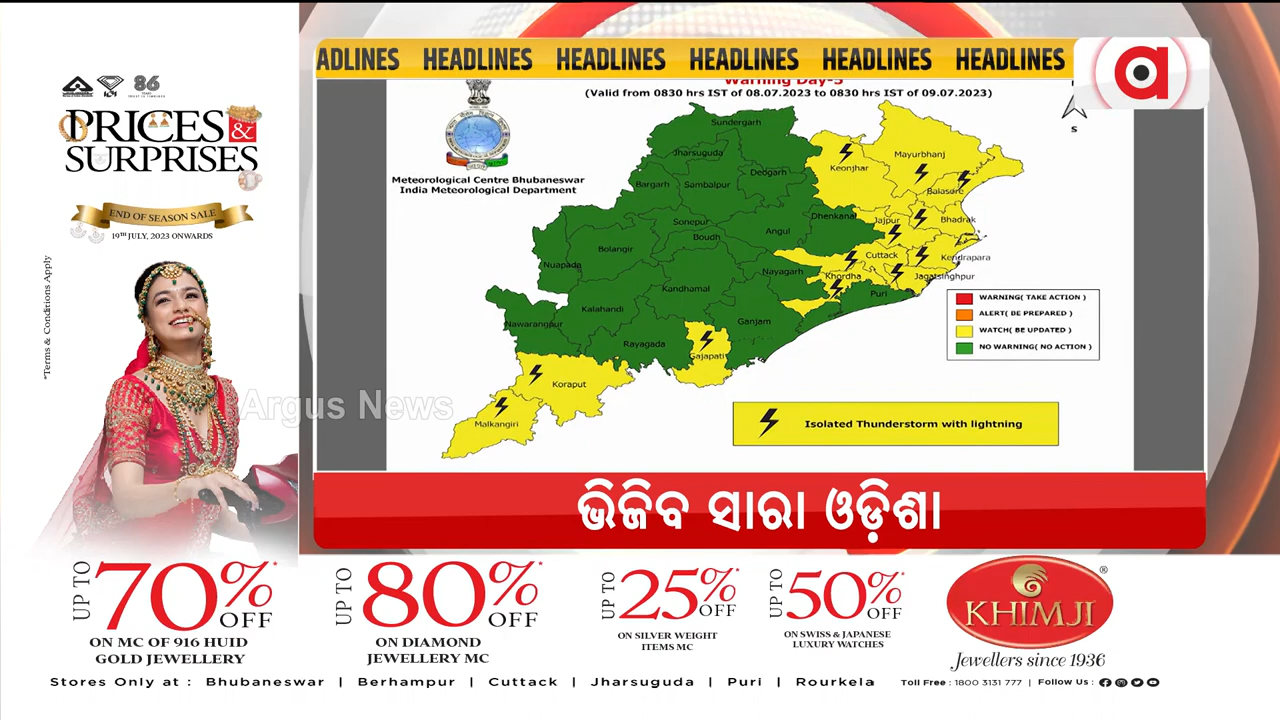 ADLINES HEADLINES HEADLINES HEADLINES HEADLINES HEADLINES
a
86
PRICES &
SURPRISES
END OF SEASON SALE
19TH JULY, 2023 ONWARDS
*Terms & Conditions Apply
Warning Day-5
(Valid from 0830 hrs IST of 08.07.2023 to 0830 hrs IST of 09.07.2023)
S
Meteorological Centre Bhubaneswar
India Meteorological Department
Sundergarh
Jharsuguda
Mayurbhanj
Keonjhar
Deogarh
Bargarh
Sambalpur
Balasore
Dhenkanal
Jajpur
Bhadrak
Sonepur
Angul
Boudh
Bolangir
Cuttack
Kendrapara
Nuapada
Nayagarh
Khordha
Jagatsinghpur
Kandhamal
Puri
Kalahandi
Nawarangpur
Ganjam
Rayagada
Gajapati
Koraput
Malkangiri
WARNING( TAKE ACTION )
ALERT( BE PREPARED )
WATCH( BE UPDATED )
NO WARNING( NO ACTION )
Isolated Thunderstorm with lightning
Argus News
ଭିଜିବ ସାରା ଓଡ଼ିଶା
UP TO 70%* OFF
ON MC OF 916 HUID
GOLD JEWELLERY
UP TO 80%* OFF
ON DIAMOND
JEWELLERY MC
UP TO 25%* OFF
ON SILVER WEIGHT
ITEMS MC
UP TO 50%* OFF
ON SWISS & JAPANESE
LUXURY WATCHES
KHIMJI ®
Jewellers since 1936
Stores Only at : Bhubaneswar | Berhampur | Cuttack | Jharsuguda | Puri | Rourkela
Toll Free : 1800 3131 777 | Follow Us :